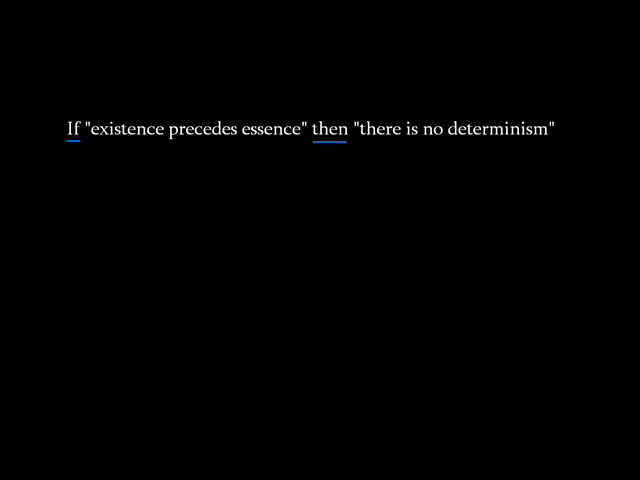 If "existence precedes essence" then "there is no determinism"